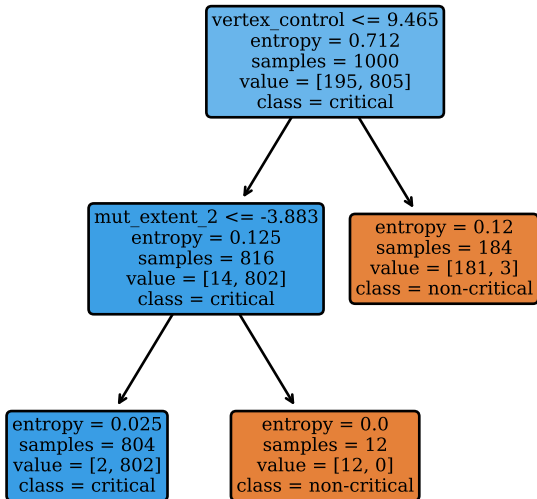 vertex_control <= 9.465
entropy = 0.712
samples = 1000
value = [195, 805]
class = critical
mut_extent_2 <= -3.883
entropy = 0.125
samples = 816
value = [14, 802]
class = critical
entropy = 0.12
samples = 184
value = [181, 3]
class = non-critical
entropy = 0.025
samples = 804
value = [2, 802]
class = critical
entropy = 0.0
samples = 12
value = [12, 0]
class = non-critical